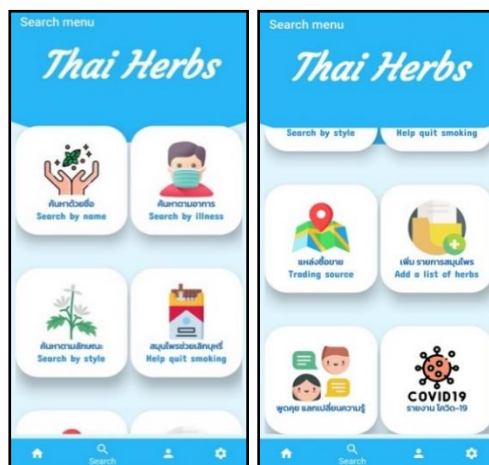 Search menu
Thai Herbs
ค้นหาด้วยชื่อ
Search by name
ค้นหาตามอาการ
Search by illness
ค้นหาตามลักษณะ
Search by style
สมุนไพรช่วยเลิกบุหรี่
Help quit smoking
Search
Search menu
Thai Herbs
Search by style
Help quit smoking
แหล่งซื้อขาย
Trading source
เพิ่ม รายการสมุนไพร
Add a list of herbs
พูดคุย แลกเปลี่ยนความรู้
COVID19
รายงาน โควิด-19
Search